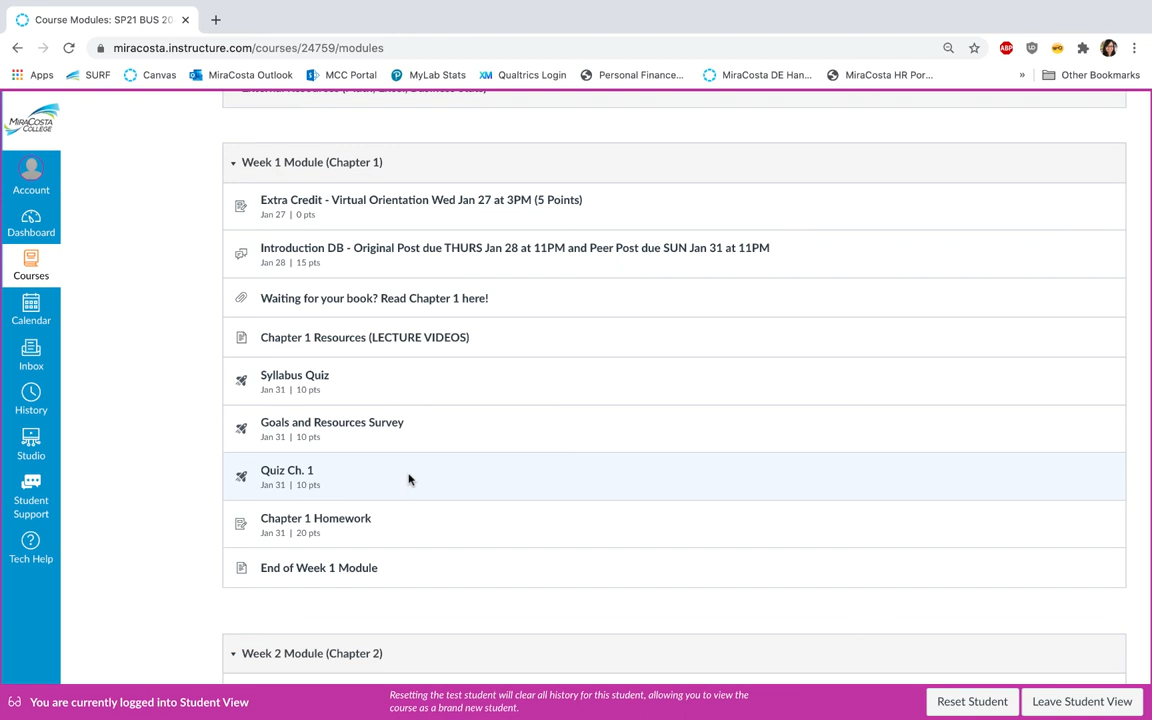 Course Modules: SP21 BUS 20
miracosta.instructure.com/courses/24759/modules
ABP
Apps
SURF
Canvas
MiraCosta Outlook
MCC Portal
MyLab Stats
XM Qualtrics Login
Personal Finance...
MiraCosta DE Han...
MiraCosta HR Por...
»
Other Bookmarks
MIRACOSTA
COLLEGE
External Resources (Math, Excel, Business Stats)
Account
Dashboard
Courses
Calendar
Inbox
History
Studio
Student
Support
Tech Help
Week 1 Module (Chapter 1)
Extra Credit - Virtual Orientation Wed Jan 27 at 3PM (5 Points)
Jan 27 | 0 pts
Introduction DB - Original Post due THURS Jan 28 at 11PM and Peer Post due SUN Jan 31 at 11PM
Jan 28 | 15 pts
Waiting for your book? Read Chapter 1 here!
Chapter 1 Resources (LECTURE VIDEOS)
Syllabus Quiz
Jan 31 | 10 pts
Goals and Resources Survey
Jan 31 | 10 pts
Quiz Ch. 1
Jan 31 | 10 pts
Chapter 1 Homework
Jan 31 | 20 pts
End of Week 1 Module
Week 2 Module (Chapter 2)
You are currently logged into Student View
Resetting the test student will clear all history for this student, allowing you to view the
course as a brand new student.
Reset Student
Leave Student View